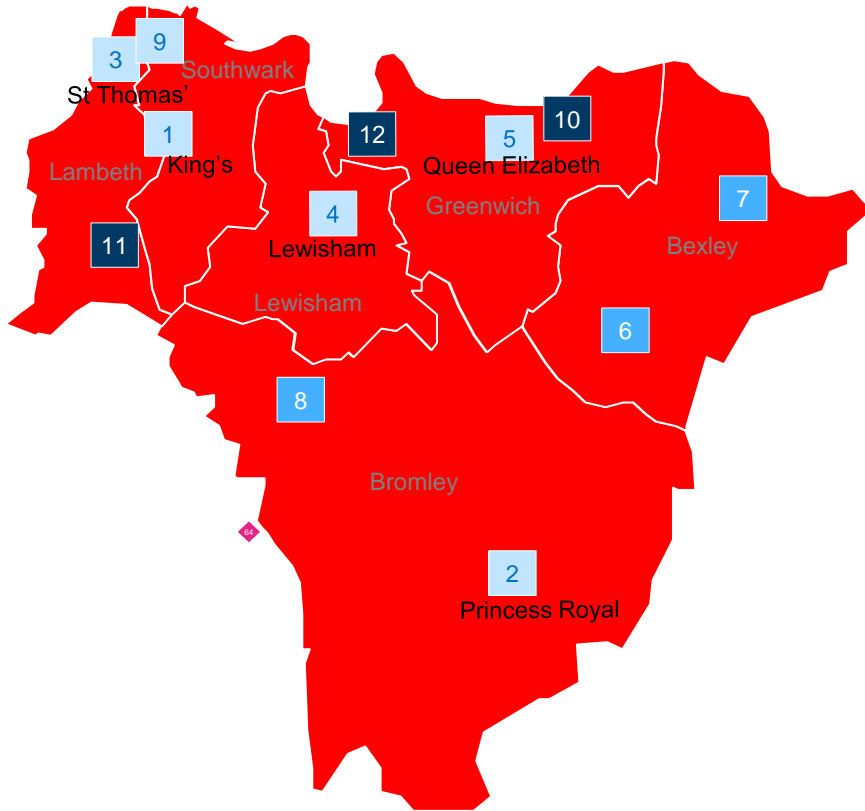 9
3
Southwark
St Thomas’
1
12
5
10
King’s
Queen Elizabeth
Lambeth
4
Greenwich
7
11
Lewisham
Bexley
Lewisham
6
8
Bromley
64
2
Princess Royal